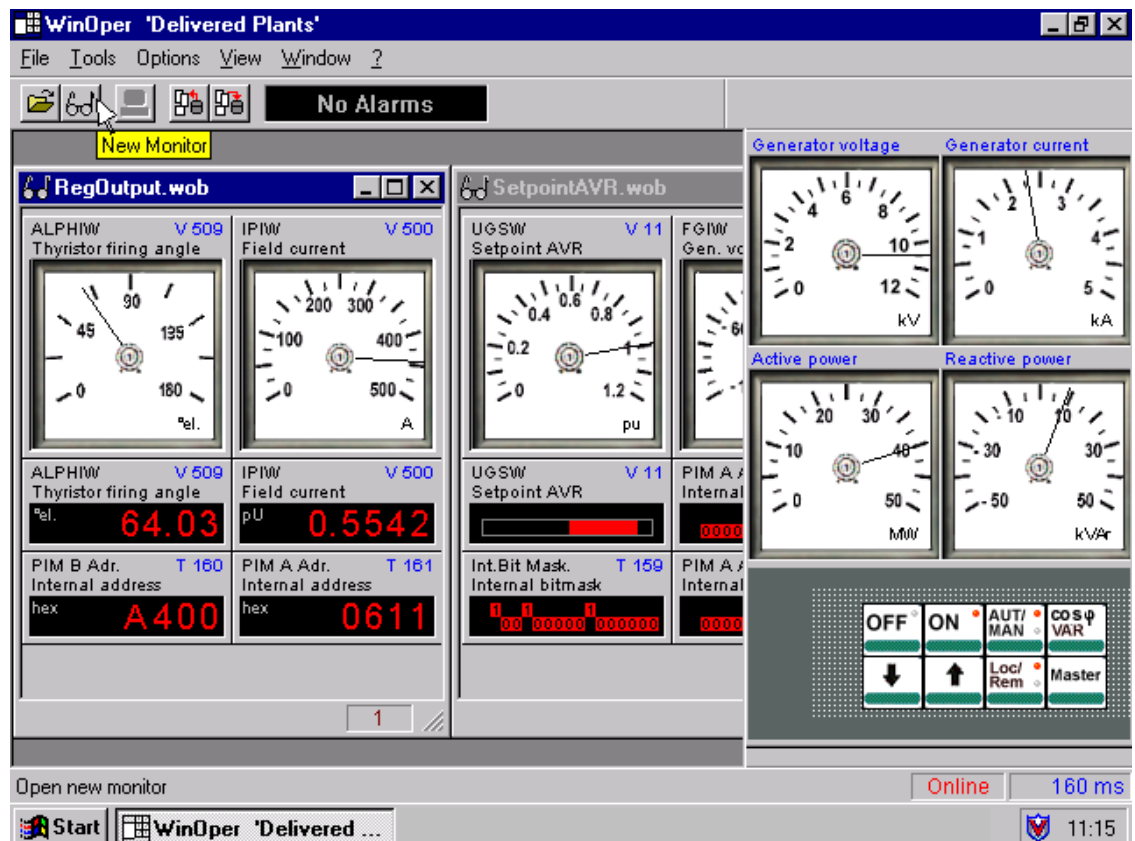 WinOper 'Delivered Plants'
File Tools Options View Window ?
No Alarms
New Monitor
RegOutput.wob
ALPHIW V 509
Thyristor firing angle
0 45 90 135 180
°el.
IPIW V 500
Field current
0 100 200 300 400 500
A
ALPHIW V 509
Thyristor firing angle
°el. 64.03
IPIW V 500
Field current
pU 0.5542
PIM B Adr. T 160
Internal address
hex A400
PIM A Adr. T 161
Internal address
hex 0611
1
SetpointAVR.wob
UGSW V 11
Setpoint AVR
0 0.2 0.4 0.6 0.8 1 1.2
pu
FGIW
Gen. vo
UGSW V 11
Setpoint AVR
PIM A A
Internal
0000
Int.Bit Mask. T 159
Internal bitmask
1 1 1
00 00000 000000
PIM A A
Internal
0000
Generator voltage
0 2 4 6 8 10 12
kV
Generator current
0 1 2 3 4 5
kA
Active power
0 10 20 30 40 50
MW
Reactive power
-50 -30 -10 10 30 50
kVAr
OFF ON AUT/ MAN cosφ VAR
Loc/ Rem Master
Open new monitor Online 160 ms
Start WinOper 'Delivered ... 11:15